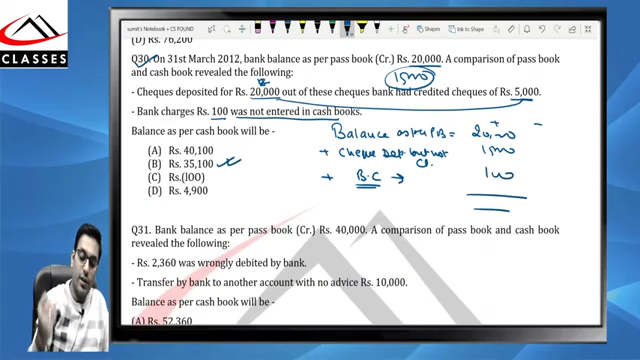 sumit's Notebook » CS FOUND...
Shapes
Ink to Shape
CLASSES
(D) Rs. 76,200
Q30. On 31st March 2012, bank balance as per pass book (Cr.) Rs. 20,000. A comparison of pass book
and cash book revealed the following:
15000
- Cheques deposited for Rs. 20,000 out of these cheques bank had credited cheques of Rs. 5,000.
- Bank charges Rs. 100 was not entered in cash books.
Balance as per cash book will be -
(A) Rs. 40,100
(B) Rs. 35,100
(C) Rs.(100)
(D) Rs. 4,900
Balance as per PB = 20,000
+ Cheque Dep but not Cl. 15000
+ B.C → 100
Q31. Bank balance as per pass book (Cr.) Rs. 40,000. A comparison of pass book and cash book
revealed the following:
- Rs. 2,360 was wrongly debited by bank.
- Transfer by bank to another account with no advice Rs. 10,000.
Balance as per cash book will be -
(A) Rs. 52,360